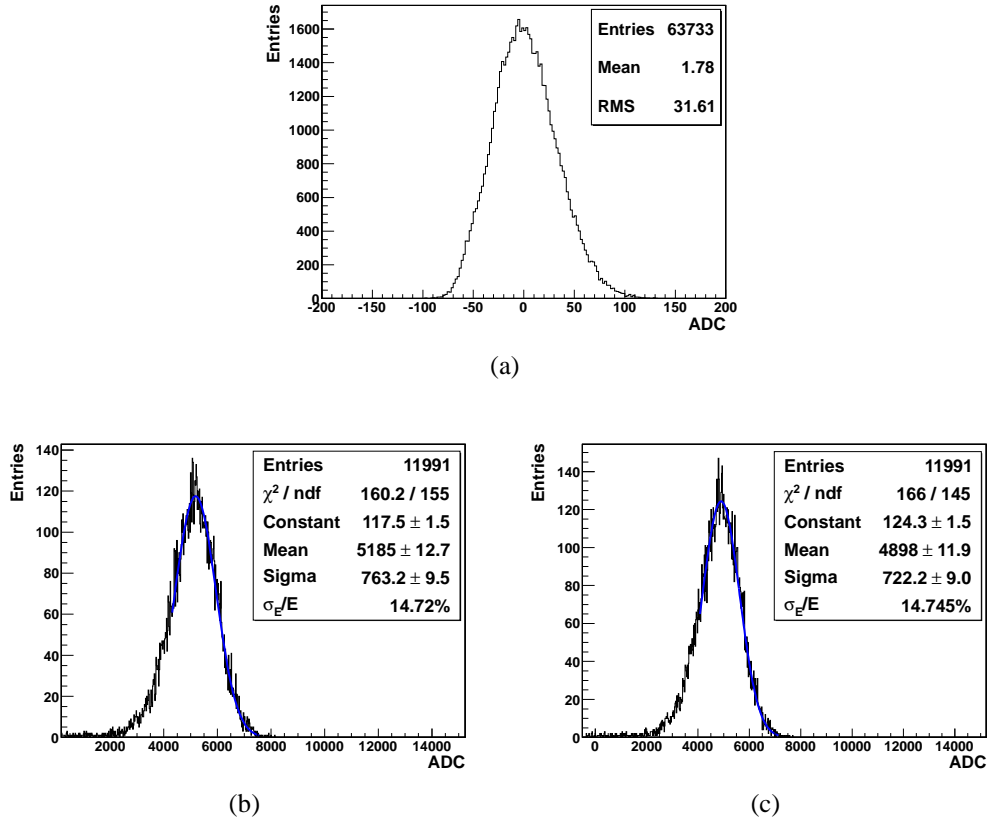 Entries
1600
1400
1200
1000
800
600
400
200
0
-200 -150 -100 -50 0 50 100 150 200
ADC
Entries 63733
Mean 1.78
RMS 31.61
(a)
Entries
140
120
100
80
60
40
20
0
2000 4000 6000 8000 10000 12000 14000
ADC
Entries 11991
χ² / ndf 160.2 / 155
Constant 117.5 ± 1.5
Mean 5185 ± 12.7
Sigma 763.2 ± 9.5
σ_E/E 14.72%
(b)
Entries
140
120
100
80
60
40
20
0
0 2000 4000 6000 8000 10000 12000 14000
ADC
Entries 11991
χ² / ndf 166 / 145
Constant 124.3 ± 1.5
Mean 4898 ± 11.9
Sigma 722.2 ± 9.0
σ_E/E 14.745%
(c)